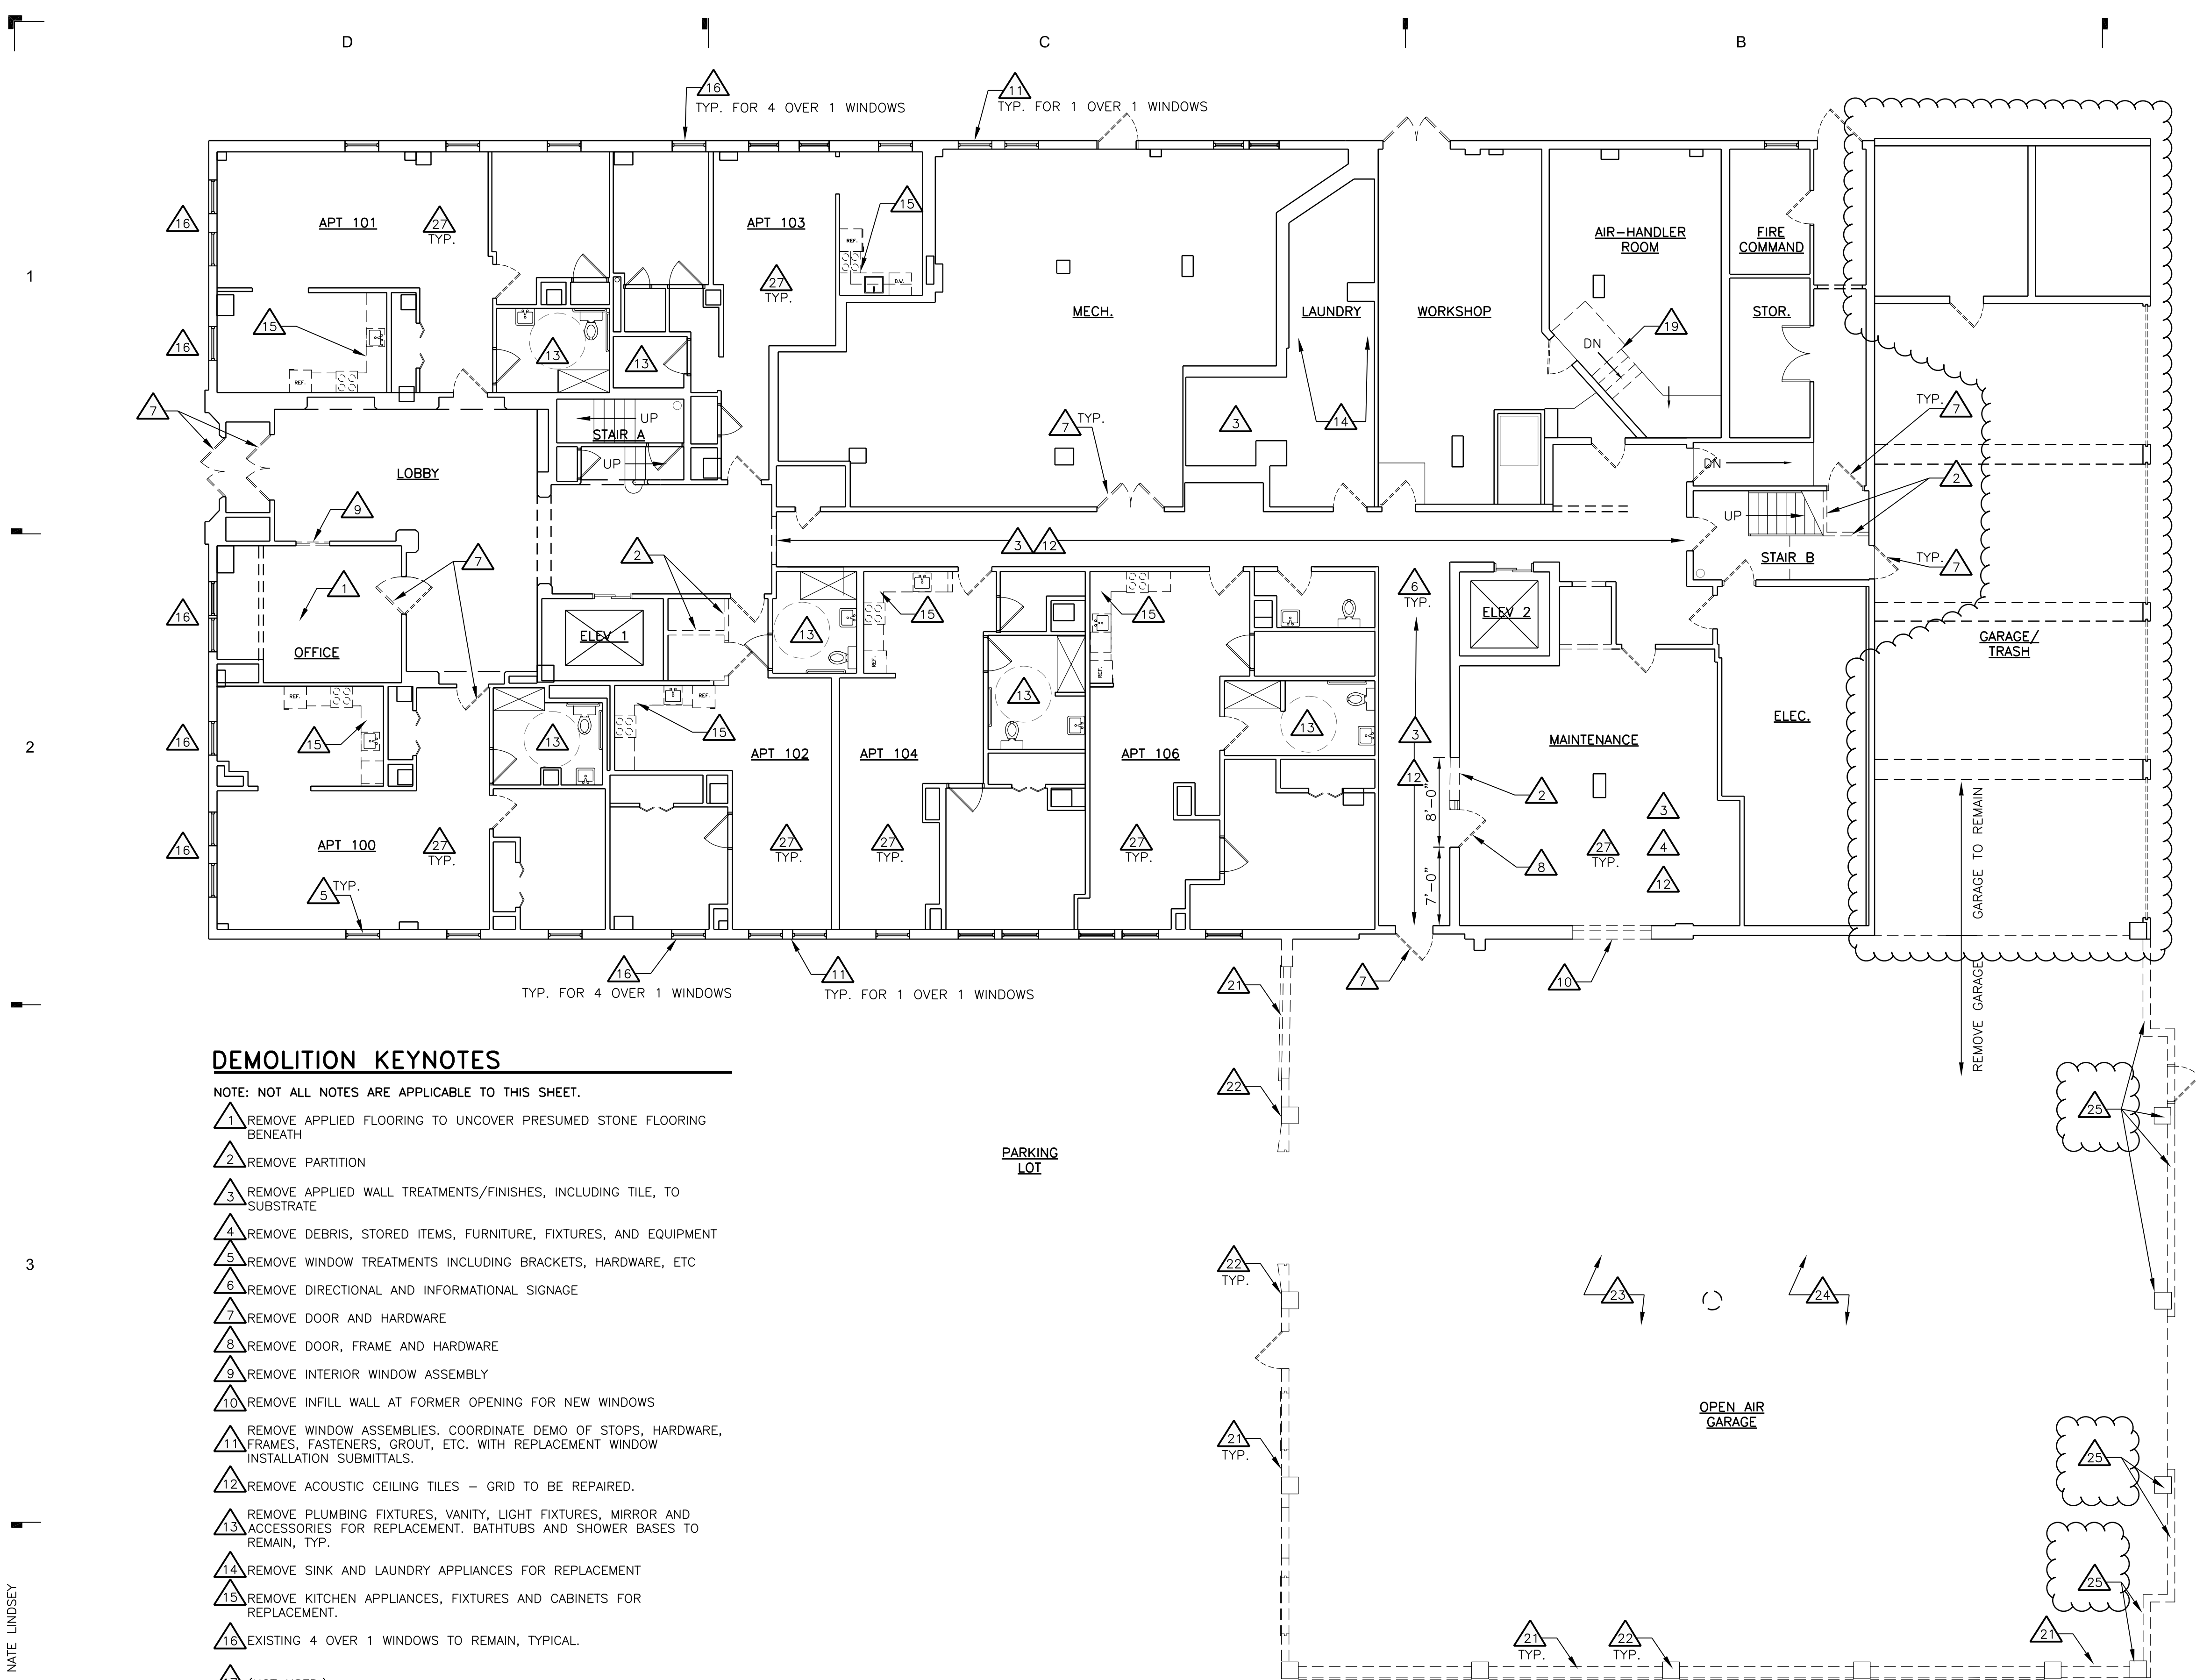 D
C
B
16
TYP. FOR 4 OVER 1 WINDOWS
11
TYP. FOR 1 OVER 1 WINDOWS
1
16
APT 101
27
TYP.
APT 103
15
REF.
D.W.
27
TYP.
MECH.
LAUNDRY
WORKSHOP
AIR-HANDLER
ROOM
FIRE
COMMAND
STOR.
19
DN
16
15
REF.
13
13
14
3
7
TYP.
7
UP
STAIR A
UP
LOBBY
9
7
TYP.
2
DN
UP
STAIR B
7
TYP.
3
12
2
7
1
16
OFFICE
ELEV 1
13
15
REF.
15
REF.
6
TYP.
ELEV 2
GARAGE/
TRASH
2
16
REF.
15
13
REF.
15
APT 102
APT 104
13
APT 106
13
3
12
8'-0"
7'-0"
MAINTENANCE
ELEC.
2
8
3
4
12
27
TYP.
16
APT 100
27
TYP.
5
TYP.
27
TYP.
27
TYP.
27
TYP.
GARAGE TO REMAIN
REMOVE GARAGE
16
TYP. FOR 4 OVER 1 WINDOWS
11
TYP. FOR 1 OVER 1 WINDOWS
21
7
10
22
PARKING
LOT
25
3
22
TYP.
23
24
OPEN AIR
GARAGE
21
TYP.
25
25
21
TYP.
22
TYP.
21
DEMOLITION KEYNOTES
NOTE: NOT ALL NOTES ARE APPLICABLE TO THIS SHEET.
1 REMOVE APPLIED FLOORING TO UNCOVER PRESUMED STONE FLOORING
BENEATH
2 REMOVE PARTITION
3 REMOVE APPLIED WALL TREATMENTS/FINISHES, INCLUDING TILE, TO
SUBSTRATE
4 REMOVE DEBRIS, STORED ITEMS, FURNITURE, FIXTURES, AND EQUIPMENT
5 REMOVE WINDOW TREATMENTS INCLUDING BRACKETS, HARDWARE, ETC
6 REMOVE DIRECTIONAL AND INFORMATIONAL SIGNAGE
7 REMOVE DOOR AND HARDWARE
8 REMOVE DOOR, FRAME AND HARDWARE
9 REMOVE INTERIOR WINDOW ASSEMBLY
10 REMOVE INFILL WALL AT FORMER OPENING FOR NEW WINDOWS
REMOVE WINDOW ASSEMBLIES. COORDINATE DEMO OF STOPS, HARDWARE,
11 FRAMES, FASTENERS, GROUT, ETC. WITH REPLACEMENT WINDOW
INSTALLATION SUBMITTALS.
12 REMOVE ACOUSTIC CEILING TILES – GRID TO BE REPAIRED.
REMOVE PLUMBING FIXTURES, VANITY, LIGHT FIXTURES, MIRROR AND
13 ACCESSORIES FOR REPLACEMENT. BATHTUBS AND SHOWER BASES TO
REMAIN, TYP.
14 REMOVE SINK AND LAUNDRY APPLIANCES FOR REPLACEMENT
15 REMOVE KITCHEN APPLIANCES, FIXTURES AND CABINETS FOR
REPLACEMENT.
16 EXISTING 4 OVER 1 WINDOWS TO REMAIN, TYPICAL.
NATE LINDSEY